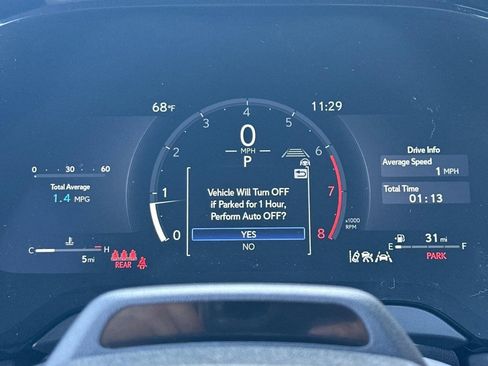 68°F
11:29
4
3
5
2
6
1
7
0
8
x1000
RPM
0
MPH
P
0 30 60
Total Average
1.4 MPG
C
H
5 mi
REAR
Vehicle Will Turn OFF
if Parked for 1 Hour,
Perform Auto OFF?
YES
NO
Drive Info
Average Speed
1 MPH
Total Time
01:13
31 mi
E
F
PARK